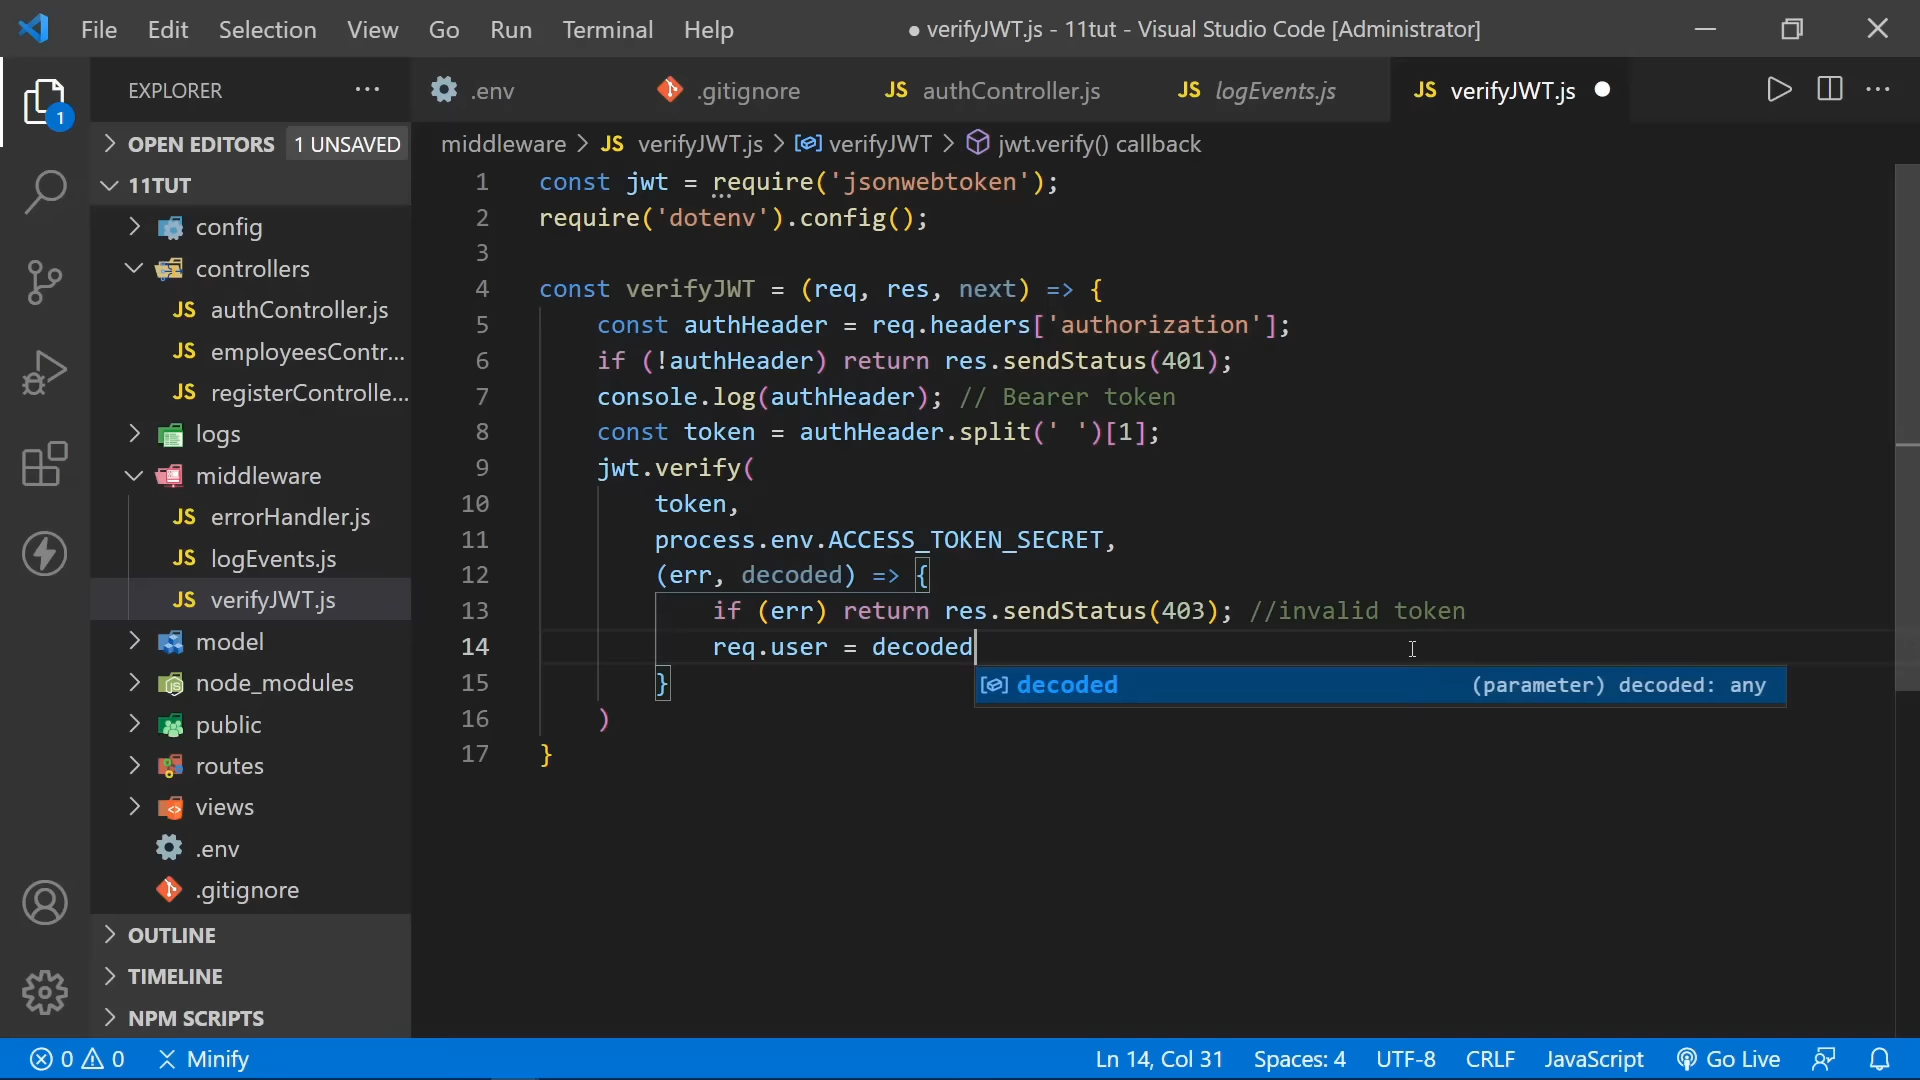 File Edit Selection View Go Run Terminal Help
● verifyJWT.js - 11tut - Visual Studio Code [Administrator]
EXPLORER ···
.env
.gitignore
JS authController.js
JS logEvents.js
JS verifyJWT.js ●
1
OPEN EDITORS 1 UNSAVED
middleware > JS verifyJWT.js > verifyJWT > jwt.verify() callback
11TUT
config
controllers
JS authController.js
JS employeesContr...
JS registerControlle...
logs
middleware
JS errorHandler.js
JS logEvents.js
JS verifyJWT.js
model
node_modules
public
routes
views
.env
.gitignore
OUTLINE
TIMELINE
NPM SCRIPTS
1 const jwt = require('jsonwebtoken');
2 require('dotenv').config();
3
4 const verifyJWT = (req, res, next) => {
5 const authHeader = req.headers['authorization'];
6 if (!authHeader) return res.sendStatus(401);
7 console.log(authHeader); // Bearer token
8 const token = authHeader.split(' ')[1];
9 jwt.verify(
10 token,
11 process.env.ACCESS_TOKEN_SECRET,
12 (err, decoded) => {
13 if (err) return res.sendStatus(403); //invalid token
14 req.user = decoded
15 }
decoded (parameter) decoded: any
16 )
17 }
0 0 Minify
Ln 14, Col 31 Spaces: 4 UTF-8 CRLF JavaScript Go Live